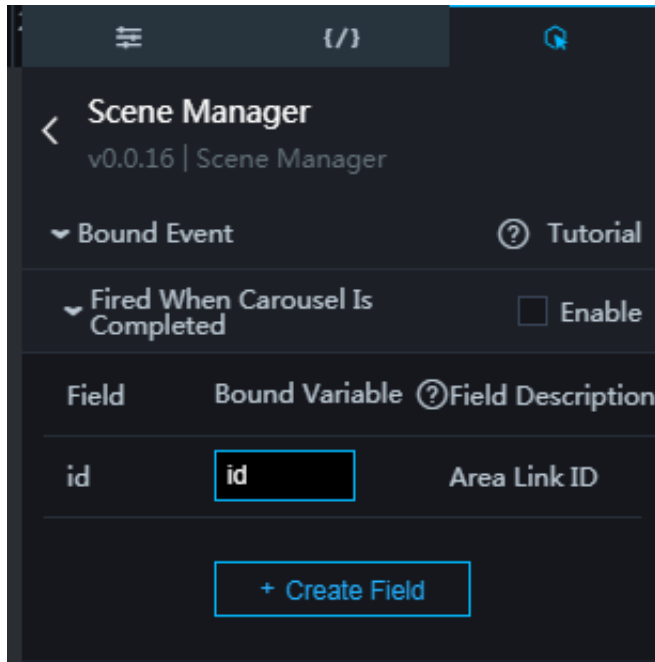 {/}
Scene Manager
v0.0.16 | Scene Manager
Bound Event ? Tutorial
Fired When Carousel Is
Completed
Enable
Field Bound Variable ? Field Description
id id Area Link ID
+ Create Field